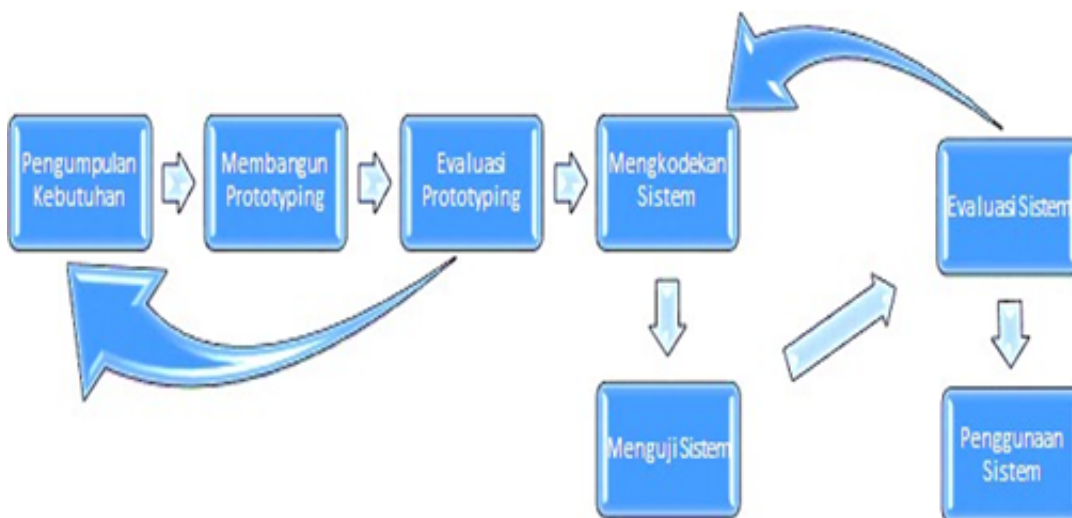 Pengumpulan
Kebutuhan
Membangun
Prototyping
Evaluasi
Prototyping
Mengkodekan
Sistem
Evaluasi Sistem
Menguji Sistem
Penggunaan
Sistem